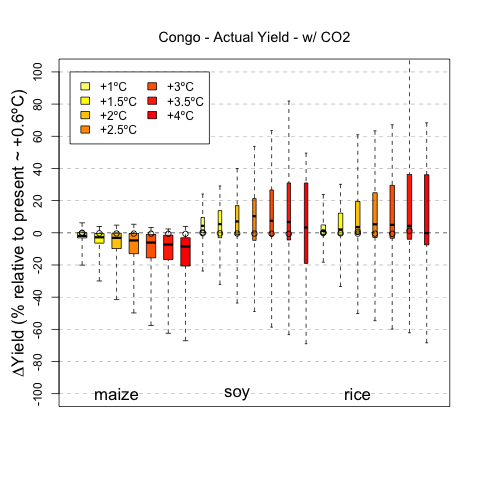 Congo - Actual Yield - w/ CO2
ΔYield (% relative to present ~ +0.6ºC)
100
80
60
40
20
0
-20
-40
-60
-80
-100
+1ºC
+1.5ºC
+2ºC
+2.5ºC
+3ºC
+3.5ºC
+4ºC
maize
soy
rice